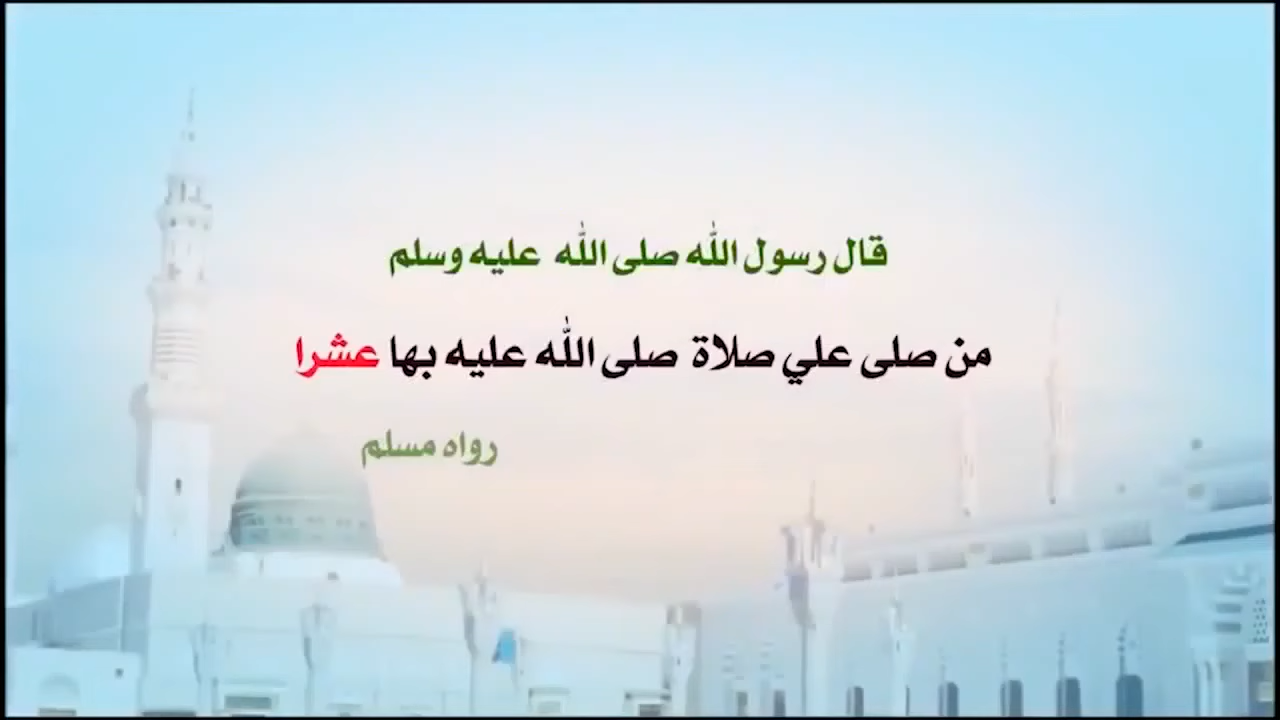 قال رسول الله صلى الله عليه وسلم
من صلى علي صلاة صلى الله عليه بها عشرا
رواه مسلم